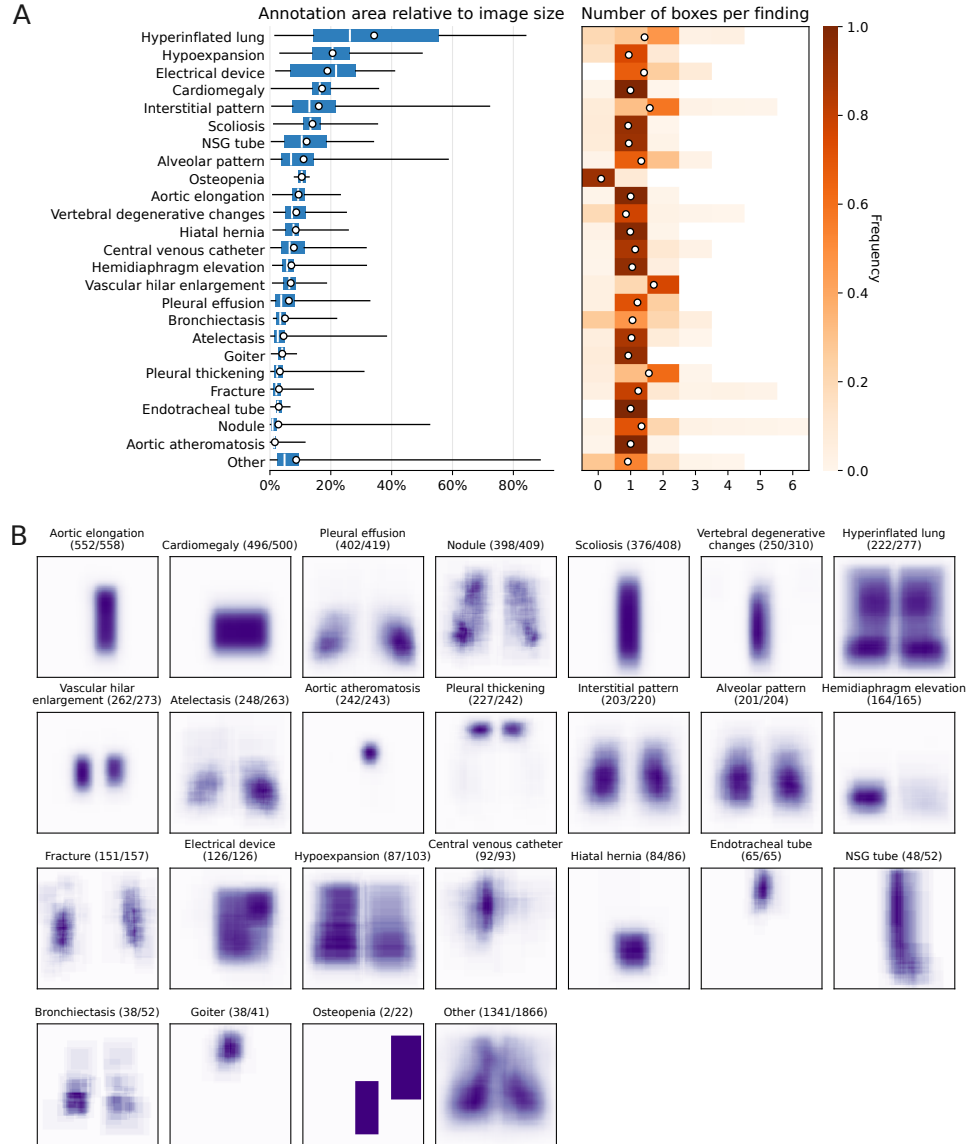 A
Annotation area relative to image size
Number of boxes per finding
Hyperinflated lung
Hypoexpansion
Electrical device
Cardiomegaly
Interstitial pattern
Scoliosis
NSG tube
Alveolar pattern
Osteopenia
Aortic elongation
Vertebral degenerative changes
Hiatal hernia
Central venous catheter
Hemidiaphragm elevation
Vascular hilar enlargement
Pleural effusion
Bronchiectasis
Atelectasis
Goiter
Pleural thickening
Fracture
Endotracheal tube
Nodule
Aortic atheromatosis
Other
0% 20% 40% 60% 80%
0 1 2 3 4 5 6
1.0
0.8
0.6
0.4
0.2
0.0
Frequency
B
Aortic elongation
(552/558)
Cardiomegaly (496/500)
Pleural effusion
(402/419)
Nodule (398/409)
Scoliosis (376/408)
Vertebral degenerative
changes (250/310)
Hyperinflated lung
(222/277)
Vascular hilar
enlargement (262/273)
Atelectasis (248/263)
Aortic atheromatosis
(242/243)
Pleural thickening
(227/242)
Interstitial pattern
(203/220)
Alveolar pattern
(201/204)
Hemidiaphragm elevation
(164/165)
Fracture (151/157)
Electrical device
(126/126)
Hypoexpansion (87/103)
Central venous catheter
(92/93)
Hiatal hernia (84/86)
Endotracheal tube
(65/65)
NSG tube (48/52)
Bronchiectasis (38/52)
Goiter (38/41)
Osteopenia (2/22)
Other (1341/1866)